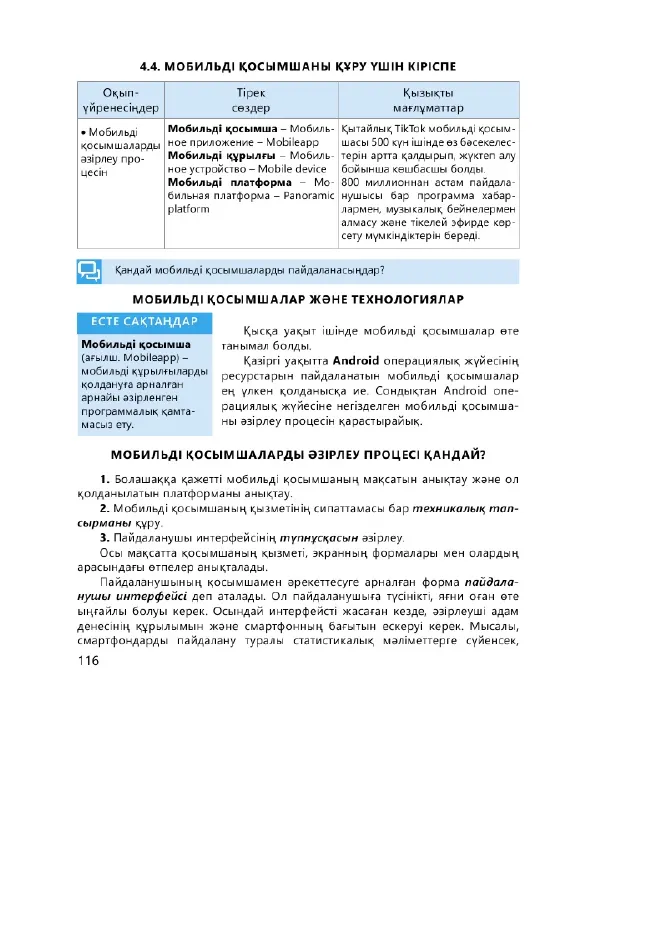 4.4. МОБИЛЬДІ ҚОСЫМШАНЫ ҚҰРУ ҮШІН КІРІСПЕ
Оқып-
үйренесіңдер
Тірек
сөздер
Қызықты
мағлұматтар
• Мобильді
қосымшаларды
әзірлеу про-
цесін
Мобильді қосымша – Мобиль-
ное приложение – Mobileapp
Мобильді құрылғы – Мобиль-
ное устройство – Mobile device
Мобильді платформа – Мо-
бильная платформа – Panoramic
platform
Қытайлық TikTok мобильді қосым-
шасы 500 күн ішінде өз бәсекелес-
терін артта қалдырып, жүктеп алу
бойынша көшбасшы болды.
800 миллионнан астам пайдала-
нушысы бар программа хабар-
лармен, музыкалық бейнелермен
алмасу және тікелей эфирде көр-
сету мүмкіндіктерін береді.
Қандай мобильді қосымшаларды пайдаланасыңдар?
МОБИЛЬДІ ҚОСЫМШАЛАР ЖӘНЕ ТЕХНОЛОГИЯЛАР
ЕСТЕ САҚТАҢДАР
Мобильді қосымша
(ағылш. Mobileapp) –
мобильді құрылғыларды
қолдануға арналған
арнайы әзірленген
программалық қамта-
масыз ету.
Қысқа уақыт ішінде мобильді қосымшалар өте
танымал болды.
Қазіргі уақытта Android операциялық жүйесінің
ресурстарын пайдаланатын мобильді қосымшалар
ең үлкен қолданысқа ие. Сондықтан Android опе-
рациялық жүйесіне негізделген мобильді қосымша-
ны әзірлеу процесін қарастырайық.
МОБИЛЬДІ ҚОСЫМШАЛАРДЫ ӘЗІРЛЕУ ПРОЦЕСІ ҚАНДАЙ?
1. Болашаққа қажетті мобильді қосымшаның мақсатын анықтау және ол
қолданылатын платформаны анықтау.
2. Мобильді қосымшаның қызметінің сипаттамасы бар техникалық тап-
сырманы құру.
3. Пайдаланушы интерфейсінің түпнұсқасын әзірлеу.
Осы мақсатта қосымшаның қызметі, экранның формалары мен олардың
арасындағы өтпелер анықталады.
Пайдаланушының қосымшамен әрекеттесуге арналған форма пайдала-
нушы интерфейсі деп аталады. Ол пайдаланушыға түсінікті, яғни оған өте
ыңғайлы болуы керек. Осындай интерфейсті жасаған кезде, әзірлеуші адам
денесінің құрылымын және смартфонның бағытын ескеруі керек. Мысалы,
смартфондарды пайдалану туралы статистикалық мәліметтерге сүйенсек,
116